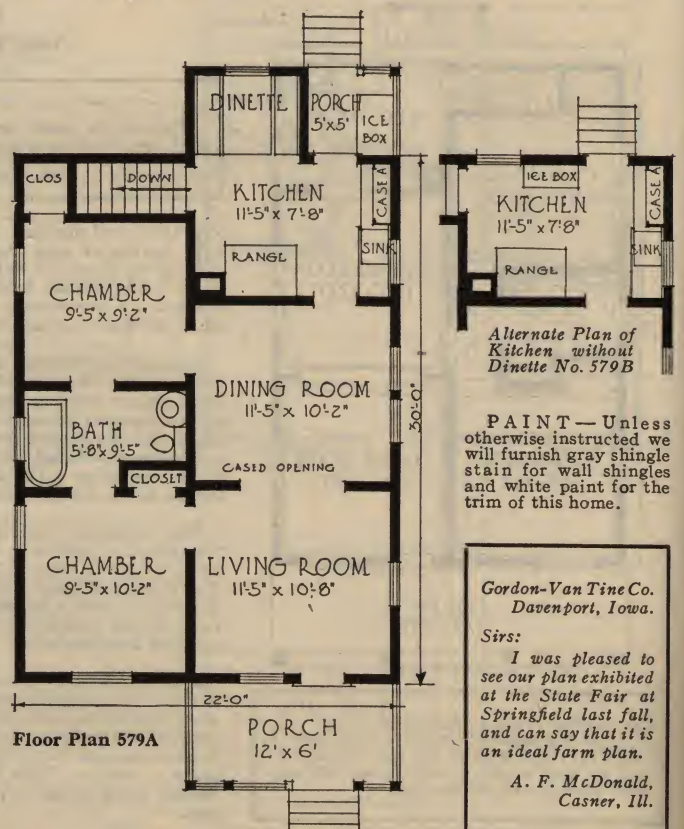 DINETTE
PORCH
5'x5'
ICE
BOX
CLOS
DOWN
KITCHEN
11'-5" x 7'-8"
CASE A
SINK
RANGE
CHAMBER
9'-5" x 9'-2"
DINING ROOM
11'-5" x 10'-2"
30'-0"
BATH
5'-8" x 9'-5"
CLOSET
CASED OPENING
CHAMBER
9'-5" x 10'-2"
LIVING ROOM
11'-5" x 10'-8"
22'-0"
PORCH
12' x 6'
Floor Plan 579A
ICE BOX
KITCHEN
11'-5" x 7'8"
CASE A
SINK
RANGE
Alternate Plan of
Kitchen without
Dinette No. 579B
PAINT—Unless
otherwise instructed we
will furnish gray shingle
stain for wall shingles
and white paint for the
trim of this home.
Gordon-Van Tine Co.
Davenport, Iowa.
Sirs:
I was pleased to
see our plan exhibited
at the State Fair at
Springfield last fall,
and can say that it is
an ideal farm plan.
A. F. McDonald,
Casner, Ill.